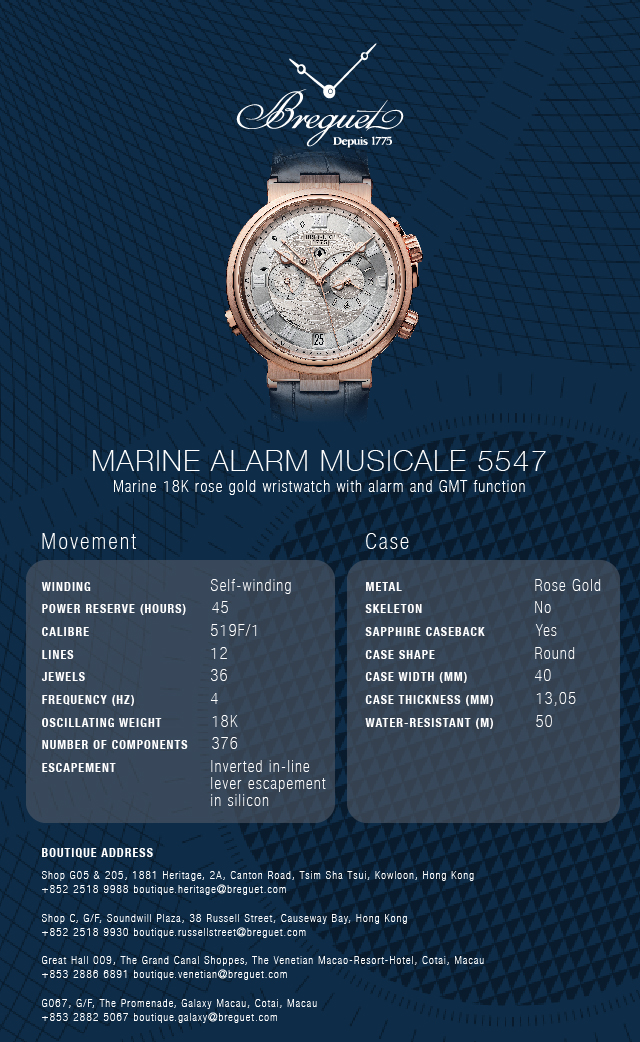 Breguet
Depuis 1775
25
MARINE ALARM MUSICALE 5547
Marine 18K rose gold wristwatch with alarm and GMT function
Movement
WINDING Self-winding
POWER RESERVE (HOURS) 45
CALIBRE 519F/1
LINES 12
JEWELS 36
FREQUENCY (HZ) 4
OSCILLATING WEIGHT 18K
NUMBER OF COMPONENTS 376
ESCAPEMENT Inverted in-line
lever escapement
in silicon
Case
METAL Rose Gold
SKELETON No
SAPPHIRE CASEBACK Yes
CASE SHAPE Round
CASE WIDTH (MM) 40
CASE THICKNESS (MM) 13,05
WATER-RESISTANT (M) 50
BOUTIQUE ADDRESS
Shop G05 & 205, 1881 Heritage, 2A, Canton Road, Tsim Sha Tsui, Kowloon, Hong Kong
+852 2518 9988 boutique.heritage@breguet.com
Shop C, G/F, Soundwill Plaza, 38 Russell Street, Causeway Bay, Hong Kong
+852 2518 9930 boutique.russellstreet@breguet.com
Great Hall 009, The Grand Canal Shoppes, The Venetian Macao-Resort-Hotel, Cotai, Macau
+853 2886 6891 boutique.venetian@breguet.com
G067, G/F, The Promenade, Galaxy Macau, Cotai, Macau
+853 2882 5067 boutique.galaxy@breguet.com